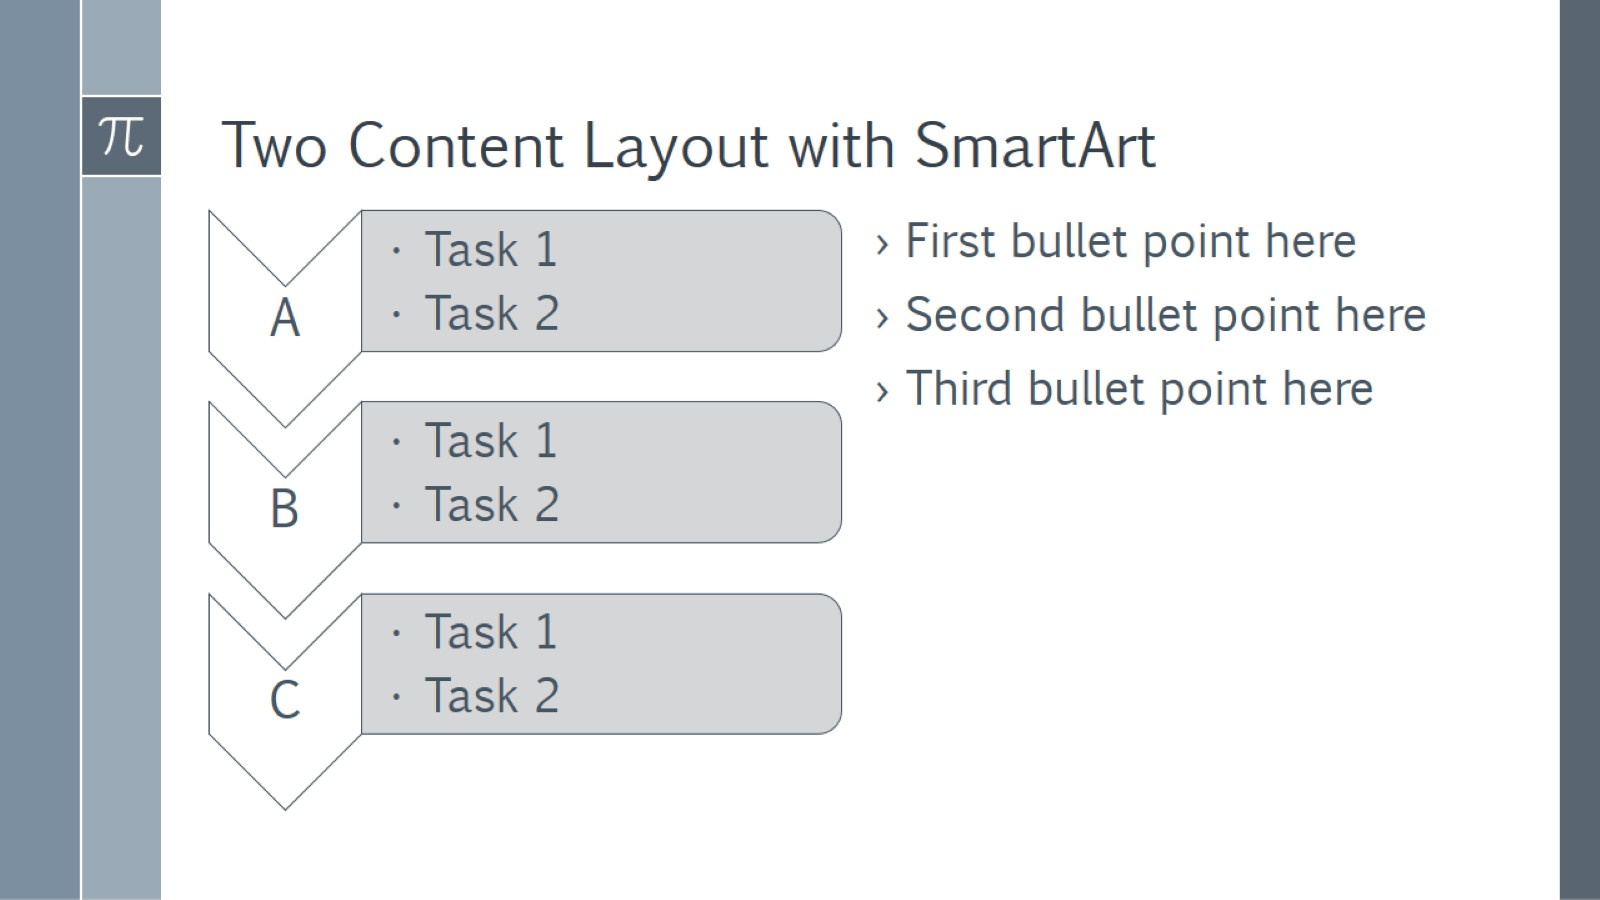 π
Two Content Layout with SmartArt
A
· Task 1
· Task 2
B
· Task 1
· Task 2
C
· Task 1
· Task 2
› First bullet point here
› Second bullet point here
› Third bullet point here